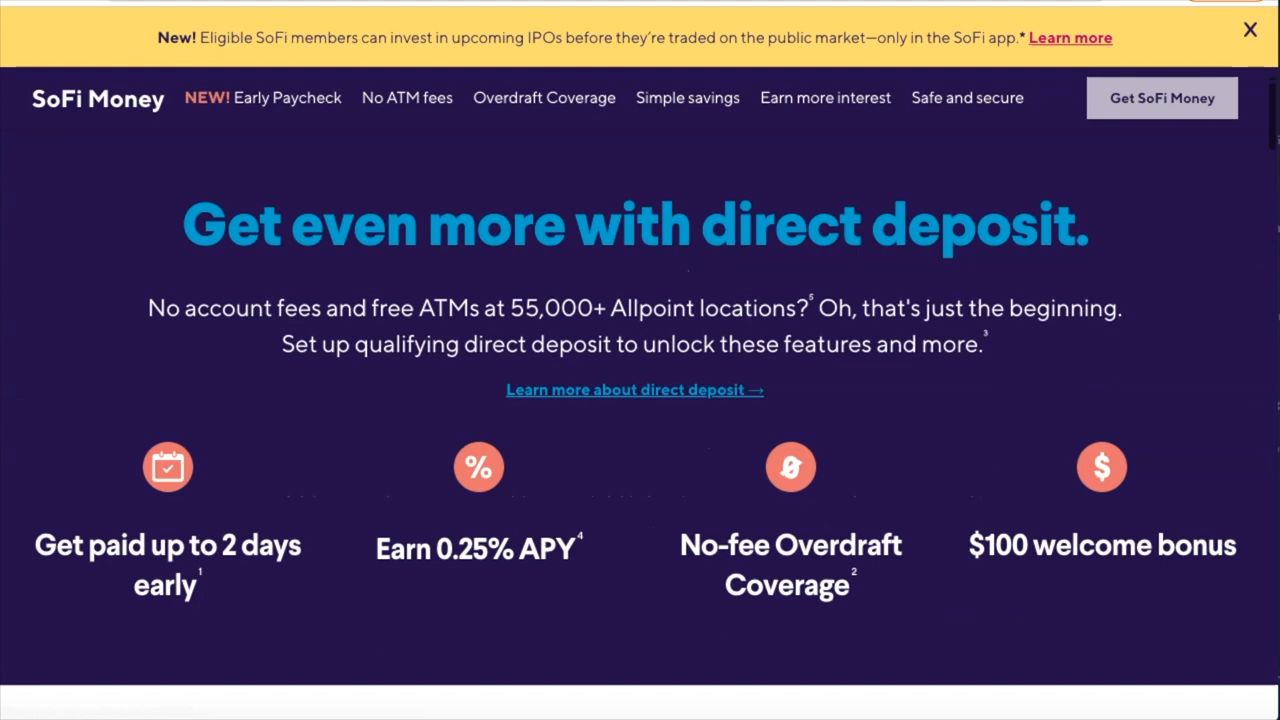 New! Eligible SoFi members can invest in upcoming IPOs before they're traded on the public market—only in the SoFi app.* Learn more X
SoFi Money NEW! Early Paycheck No ATM fees Overdraft Coverage Simple savings Earn more interest Safe and secure Get SoFi Money
Get even more with direct deposit.
No account fees and free ATMs at 55,000+ Allpoint locations?⁵ Oh, that's just the beginning.
Set up qualifying direct deposit to unlock these features and more.³
Learn more about direct deposit →
%
$
Get paid up to 2 days
early¹
Earn 0.25% APY⁴
No-fee Overdraft
Coverage²
$100 welcome bonus